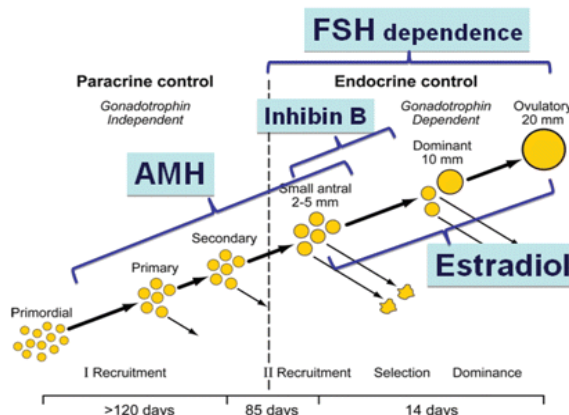 FSH dependence
Paracrine control
Endocrine control
Gonadotrophin
Independent
Inhibin B
Gonadotrophin
Dependent
Ovulatory
20 mm
Dominant
10 mm
AMH
Small antral
2-5 mm
Secondary
Primary
Estradiol
Primordial
I Recruitment
II Recruitment
Selection
Dominance
>120 days
85 days
14 days